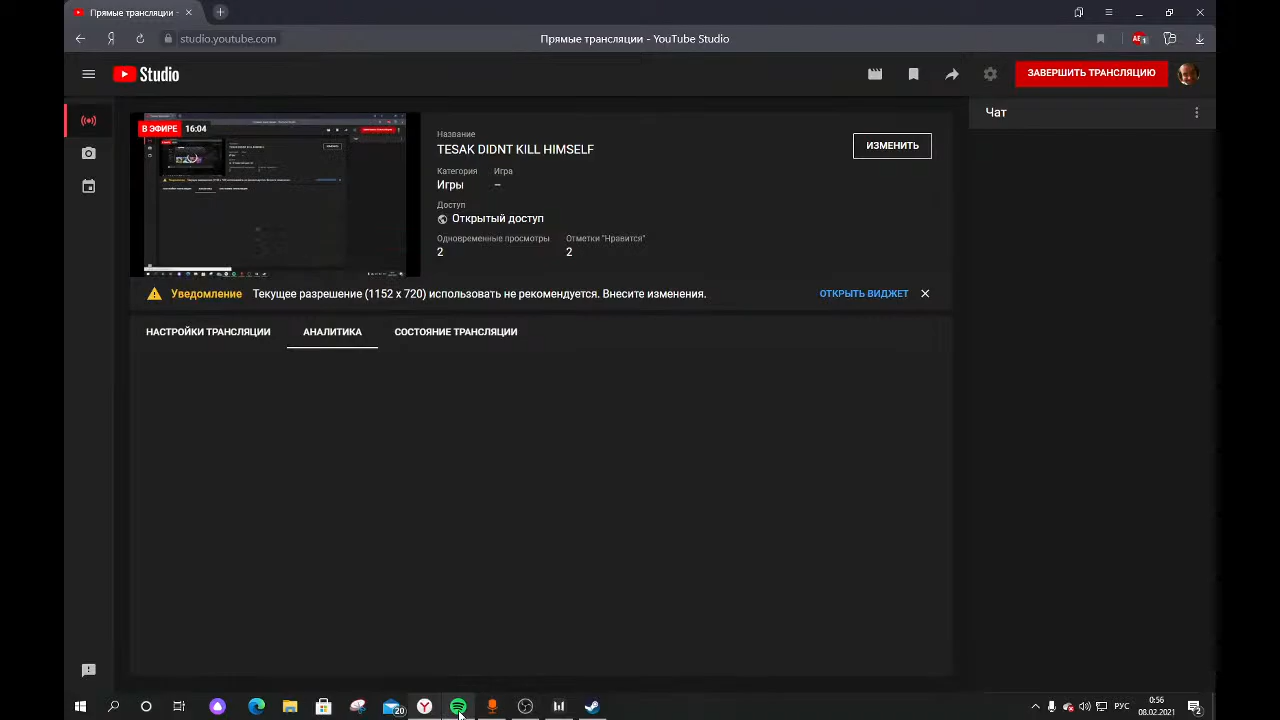 Прямые трансляции -
studio.youtube.com
Прямые трансляции - YouTube Studio
Studio
ЗАВЕРШИТЬ ТРАНСЛЯЦИЮ
В ЭФИРЕ 16:04
Название
TESAK DIDNT KILL HIMSELF
ИЗМЕНИТЬ
Категория Игра
Игры –
Доступ
Открытый доступ
Одновременные просмотры Отметки "Нравится"
2 2
Уведомление Текущее разрешение (1152 x 720) использовать не рекомендуется. Внесите изменения.
ОТКРЫТЬ ВИДЖЕТ
НАСТРОЙКИ ТРАНСЛЯЦИИ АНАЛИТИКА СОСТОЯНИЕ ТРАНСЛЯЦИИ
Чат
20
РУС
0:56
08.02.2021
2